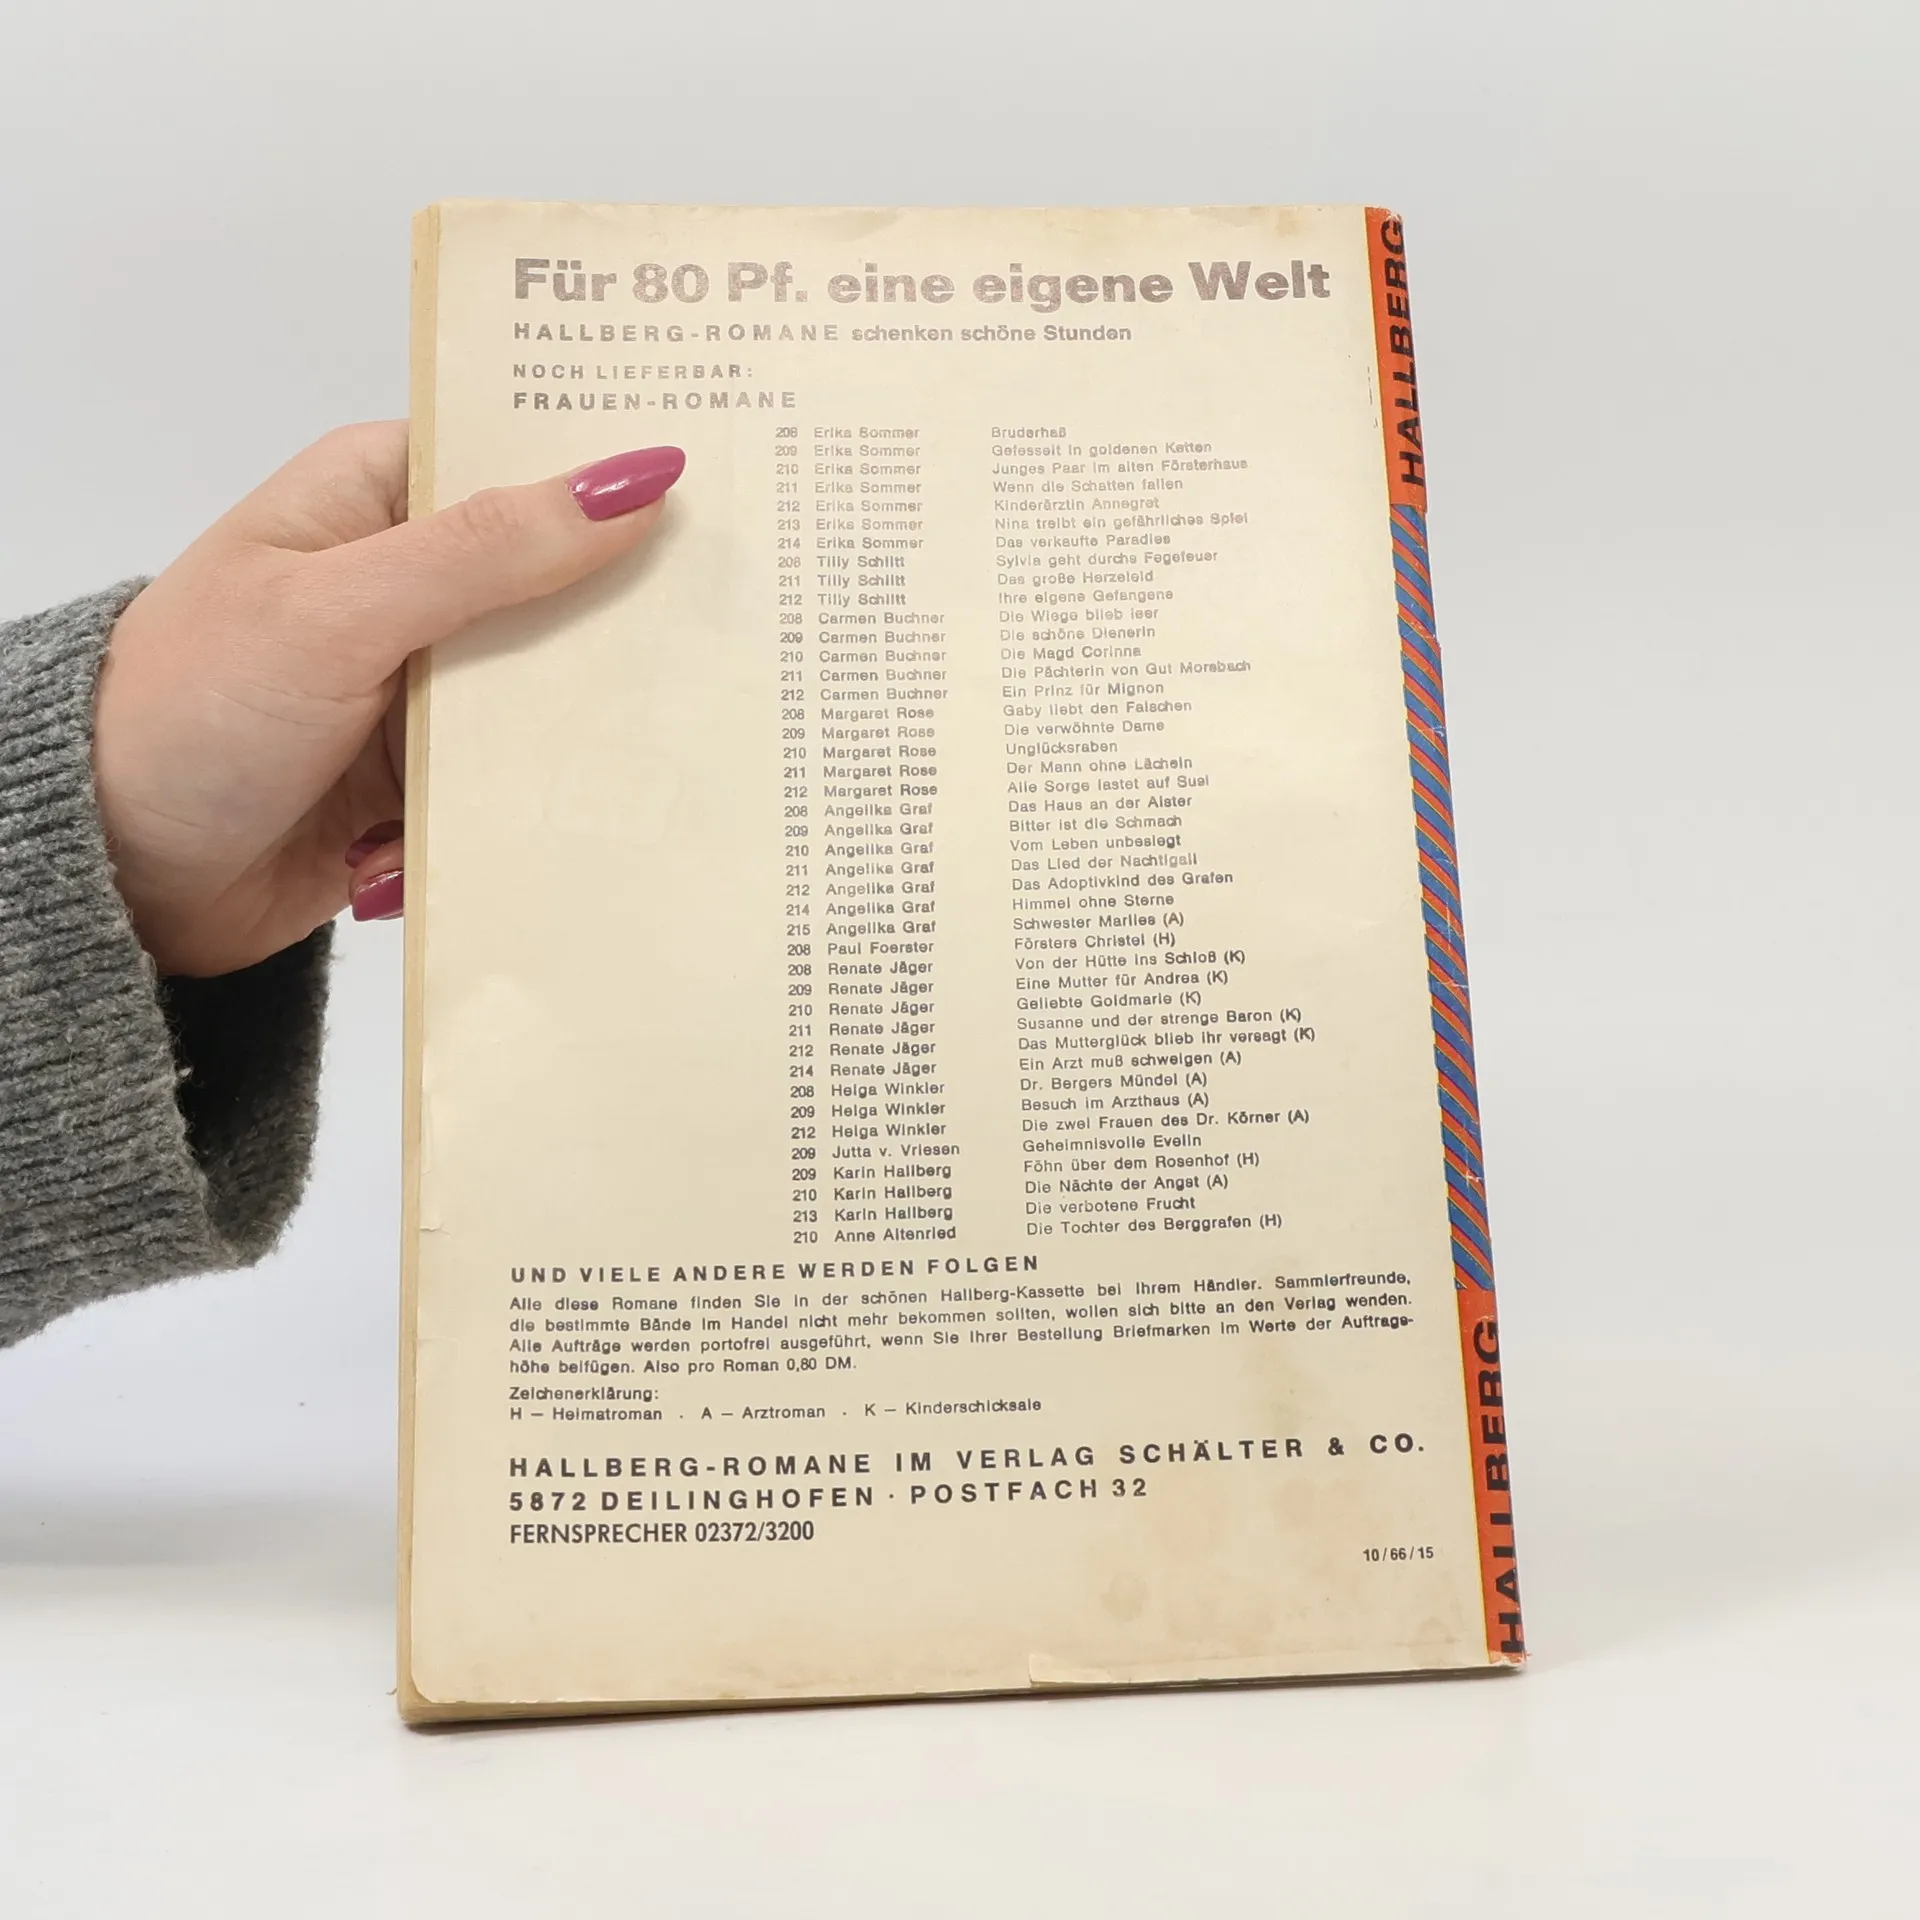 Für 80 Pf. eine eigene Welt
HALLBERG-ROMANE schenken schöne Stunden
NOCH LIEFERBAR:
FRAUEN-ROMANE
208 Erika Sommer Bruderhaß
209 Erika Sommer Gefesselt in goldenen Ketten
210 Erika Sommer Junges Paar im alten Försterhaus
211 Erika Sommer Wenn die Schatten fallen
212 Erika Sommer Kinderärztin Annegret
213 Erika Sommer Nina treibt ein gefährliches Spiel
214 Erika Sommer Das verkaufte Paradies
208 Tilly Schlitt Sylvia geht durchs Fegefeuer
211 Tilly Schlitt Das große Herzeleid
212 Tilly Schlitt Ihre eigene Gefangene
208 Carmen Buchner Die Wiege blieb leer
209 Carmen Buchner Die schöne Dienerin
210 Carmen Buchner Die Magd Corinna
211 Carmen Buchner Die Pächterin von Gut Morsbach
212 Carmen Buchner Ein Prinz für Mignon
208 Margaret Rose Gaby liebt den Falschen
209 Margaret Rose Die verwöhnte Dame
210 Margaret Rose Unglücksraben
211 Margaret Rose Der Mann ohne Lächeln
212 Margaret Rose Alle Sorge lastet auf Susi
208 Angelika Graf Das Haus an der Alster
209 Angelika Graf Bitter ist die Schmach
210 Angelika Graf Vom Leben unbesiegt
211 Angelika Graf Das Lied der Nachtigall
212 Angelika Graf Das Adoptivkind des Grafen
214 Angelika Graf Himmel ohne Sterne
215 Angelika Graf Schwester Marlies (A)
208 Paul Foerster Försters Christel (H)
208 Renate Jäger Von der Hütte ins Schloß (K)
209 Renate Jäger Eine Mutter für Andrea (K)
210 Renate Jäger Geliebte Goldmarie (K)
211 Renate Jäger Susanne und der strenge Baron (K)
212 Renate Jäger Das Mutterglück blieb ihr versagt (K)
214 Renate Jäger Ein Arzt muß schweigen (A)
208 Helga Winkler Dr. Bergers Mündel (A)
209 Helga Winkler Besuch im Arzthaus (A)
212 Helga Winkler Die zwei Frauen des Dr. Körner (A)
209 Jutta v. Vriesen Geheimnisvolle Evelin
209 Karin Hallberg Föhn über dem Rosenhof (H)
210 Karin Hallberg Die Nächte der Angst (A)
213 Karin Hallberg Die verbotene Frucht
210 Anne Altenried Die Tochter des Berggrafen (H)
UND VIELE ANDERE WERDEN FOLGEN
Alle diese Romane finden Sie in der schönen Hallberg-Kassette bei Ihrem Händler. Sammlerfreunde,
die bestimmte Bände im Handel nicht mehr bekommen sollten, wollen sich bitte an den Verlag wenden.
Alle Aufträge werden portofrei ausgeführt, wenn Sie Ihrer Bestellung Briefmarken im Werte der Auftrags-
höhe beifügen. Also pro Roman 0,80 DM.
Zeichenerklärung:
H — Heimatroman . A — Arztroman . K — Kinderschicksale
HALLBERG-ROMANE IM VERLAG SCHÄLTER & CO.
5872 DEILINGHOFEN · POSTFACH 32
FERNSPRECHER 02372/3200
10/66/15
HALLBERG
HALLBERG